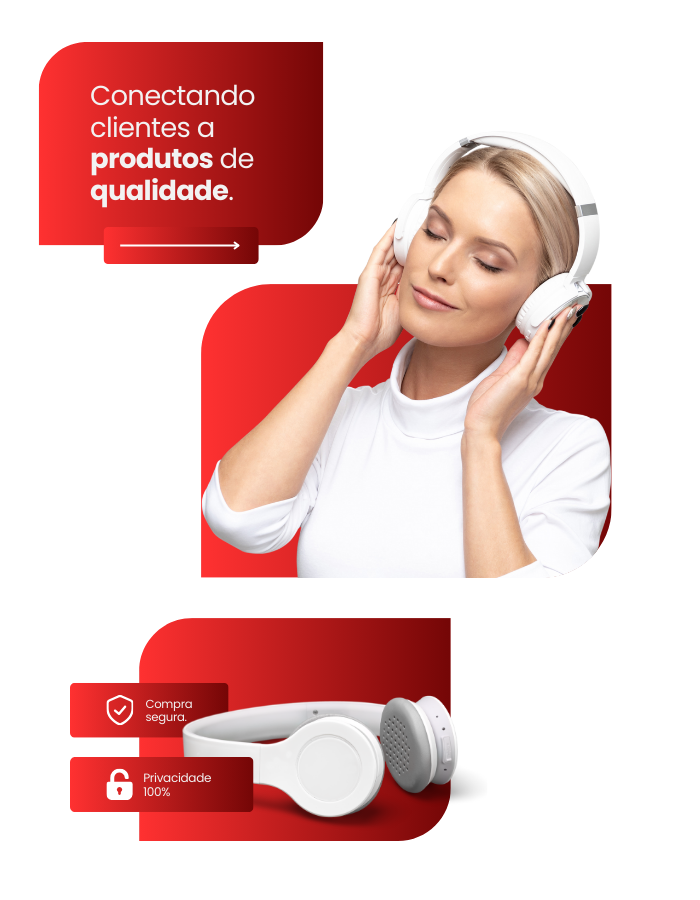 Conectando
clientes a
produtos de
qualidade.
Compra
segura.
Privacidade
100%